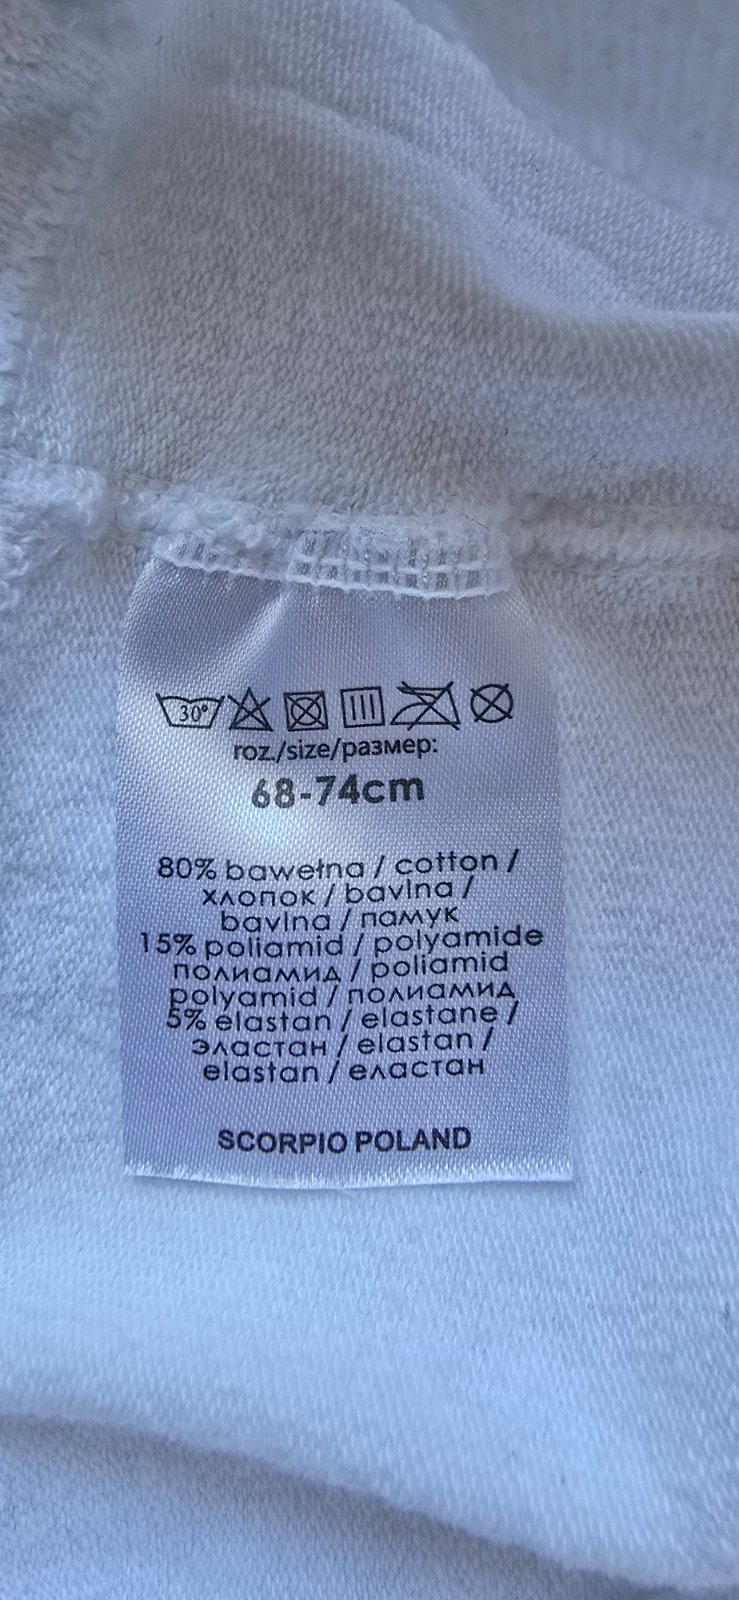 30°
roz./size/размер:
68-74cm
80% bawełna / cotton /
хлопок / bavlna /
bavlna / памук
15% poliamid / polyamide
полиамид / poliamid
polyamid / полиамид
5% elastan / elastane /
эластан / elastan /
elastan / еластан
SCORPIO POLAND